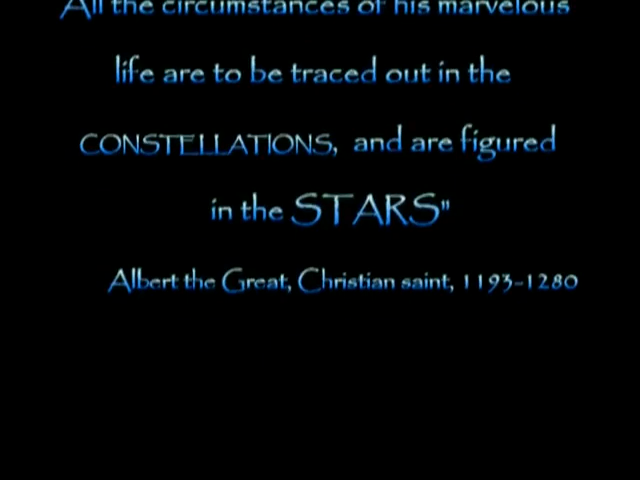 All the circumstances of his marvelous
life are to be traced out in the
CONSTELLATIONS, and are figured
in the STARS"
Albert the Great, Christian saint, 1193-1280